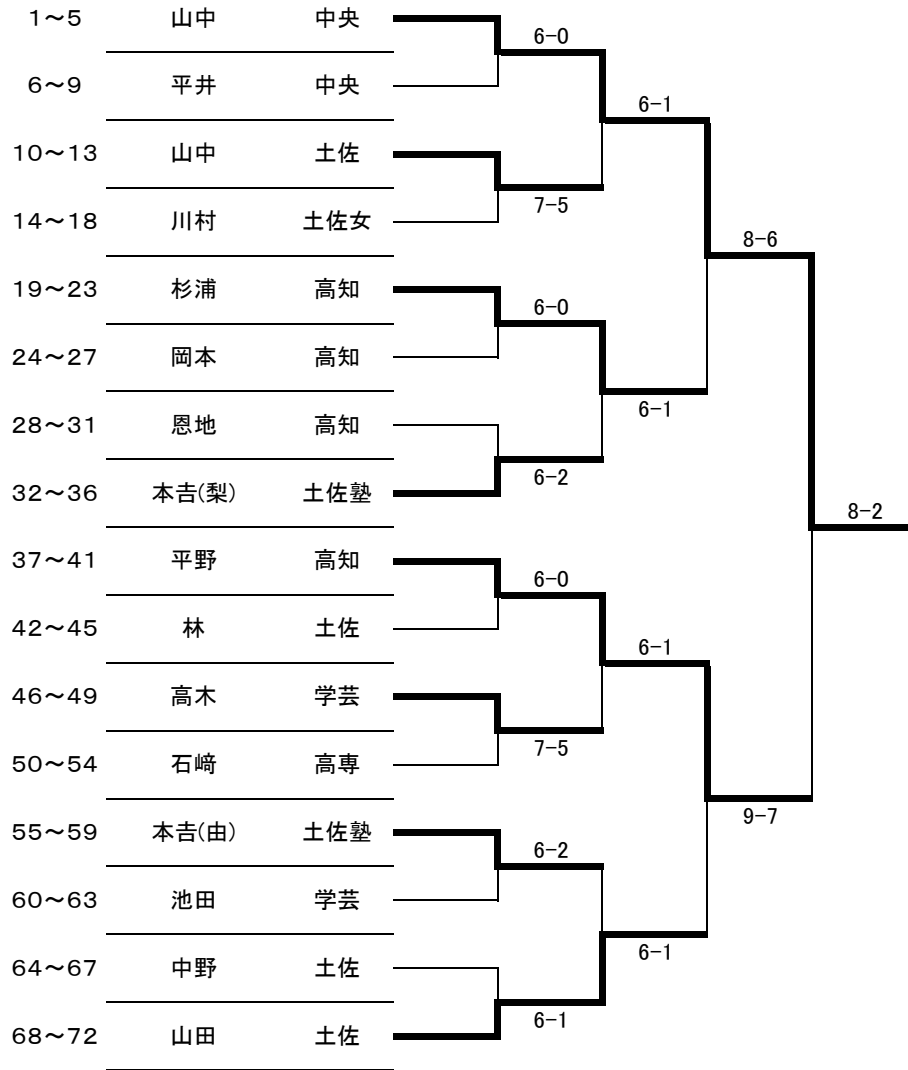 1～5 山中 中央
6-0
6～9 平井 中央
6-1
10～13 山中 土佐
7-5
14～18 川村 土佐女
8-6
19～23 杉浦 高知
6-0
24～27 岡本 高知
6-1
28～31 恩地 高知
6-2
32～36 本吉(梨) 土佐塾
8-2
37～41 平野 高知
6-0
42～45 林 土佐
6-1
46～49 高木 学芸
7-5
50～54 石﨑 高専
9-7
55～59 本吉(由) 土佐塾
6-2
60～63 池田 学芸
6-1
64～67 中野 土佐
6-1
68～72 山田 土佐